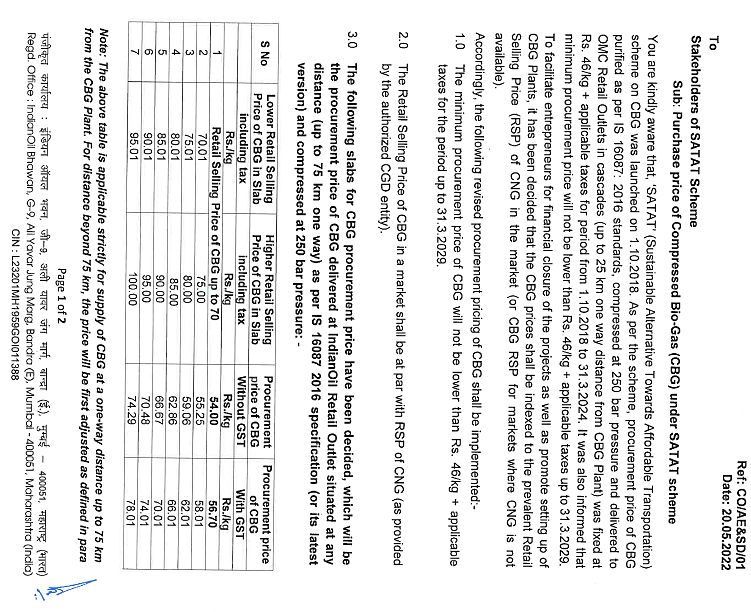 Ref: CO/AE&SD/01
Date: 20.05.2022
To
Stakeholders of SATAT Scheme
Sub: Purchase price of Compressed Bio-Gas (CBG) under SATAT scheme
You are kindly aware that, 'SATAT' (Sustainable Alternative Towards Affordable Transportation)
scheme on CBG was launched on 1.10.2018. As per the scheme, procurement price of CBG
purified as per IS 16087: 2016 standards, compressed at 250 bar pressure and delivered to
OMC Retail Outlets in cascades (up to 25 km one way distance from CBG Plant) was fixed at
Rs. 46/kg + applicable taxes for period from 1.10.2018 to 31.3.2024. It was also informed that
minimum procurement price will not be lower than Rs. 46/kg + applicable taxes up to 31.3.2029.
To facilitate entrepreneurs for financial closure of the projects as well as promote setting up of
CBG Plants, it has been decided that the CBG prices shall be indexed to the prevalent Retail
Selling Price (RSP) of CNG in the market (or CBG RSP for markets where CNG is not
available).
Accordingly, the following revised procurement pricing of CBG shall be implemented:-
1.0 The minimum procurement price of CBG will not be lower than Rs. 46/kg + applicable
taxes for the period up to 31.3.2029.
2.0 The Retail Selling Price of CBG in a market shall be at par with RSP of CNG (as provided
by the authorized CGD entity).
3.0 The following slabs for CBG procurement price have been decided, which will be
the procurement price of CBG delivered at IndianOil Retail Outlet situated at any
distance (up to 75 km one way) as per IS 16087 2016 specification (or its latest
version) and compressed at 250 bar pressure: -
S No Lower Retail Selling Price of CBG in Slab including tax Higher Retail Selling Price of CBG in Slab including tax Procurement price of CBG Without GST Procurement price of CBG With GST
Rs./kg Rs./kg Rs./kg Rs./kg
1 Retail Selling Price of CBG up to 70 54.00 56.70
2 70.01 75.00 55.25 58.01
3 75.01 80.00 59.06 62.01
4 80.01 85.00 62.86 66.01
5 85.01 90.00 66.67 70.01
6 90.01 95.00 70.48 74.01
7 95.01 100.00 74.29 78.01
Note: The above table is applicable strictly for supply of CBG at a one-way distance up to 75 km
from the CBG Plant. For distance beyond 75 km, the price will be first adjusted as defined in para
Page 1 of 2
पंजीकृत कार्यालय : इंडियन ऑयल भवन, जी-9, अली यावर जंग मार्ग, बान्द्रा (ई.), मुम्बई – 400051, महाराष्ट्र (भारत)
Regd. Office : IndianOil Bhawan, G-9, Ali Yavar Jung Marg, Bandra (E), Mumbai - 400051, Maharashtra (India)
CIN : L23201MH1959GOI011388